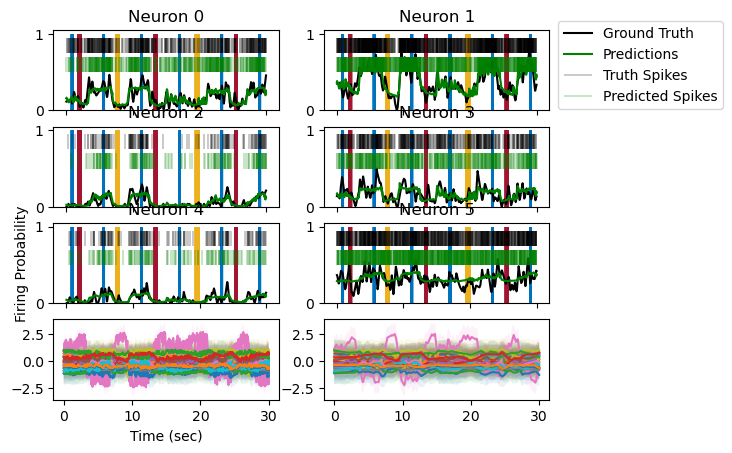 Neuron 0
Neuron 1
Ground Truth
Predictions
Truth Spikes
Predicted Spikes
1
0
0
Neuron 2
Neuron 3
1
0
1
0
Neuron 4
Neuron 5
1
0
1
0
Firing Probability
2.5
0.0
−2.5
2.5
0.0
−2.5
0
10
20
30
0
10
20
30
Time (sec)